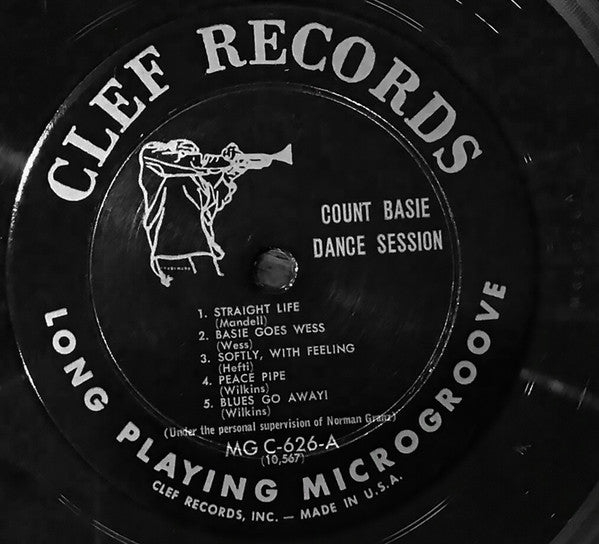 CLEF RECORDS
COUNT BASIE
DANCE SESSION
1. STRAIGHT LIFE
(Mandell)
2. BASIE GOES WESS
(Wess)
3. SOFTLY, WITH FEELING
(Hefti)
4. PEACE PIPE
(Wilkins)
5. BLUES GO AWAY!
(Wilkins)
(Under the personal supervision of Norman Granz)
MG C-626-A
(10,567)
LONG PLAYING MICROGROOVE
CLEF RECORDS, INC. — MADE IN U.S.A.